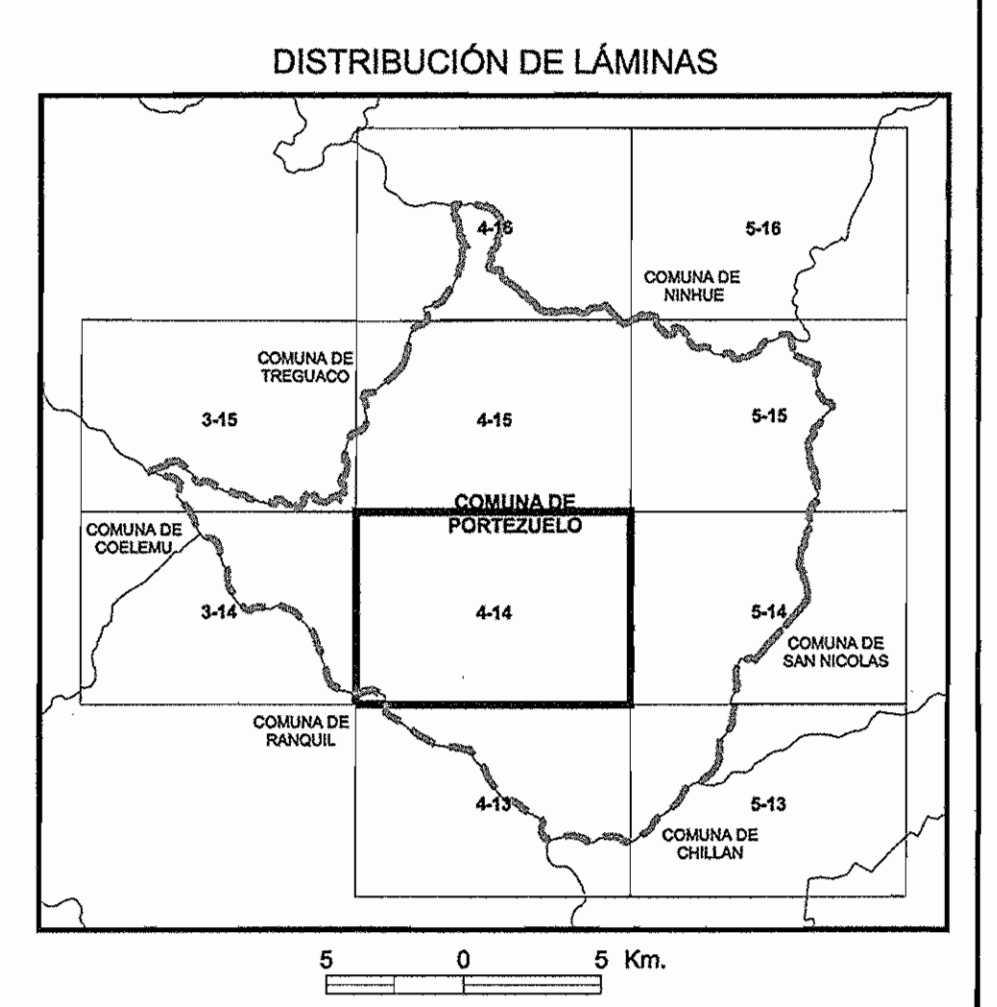 DISTRIBUCIÓN DE LÁMINAS
4-16
5-16
COMUNA DE
NINHUE
COMUNA DE
TREGUACO
3-15
4-15
5-15
COMUNA DE
PORTEZUELO
COMUNA DE
COELEMU
3-14
4-14
5-14
COMUNA DE
SAN NICOLAS
COMUNA DE
RANQUIL
4-13
5-13
COMUNA DE
CHILLAN
5 0 5 Km.